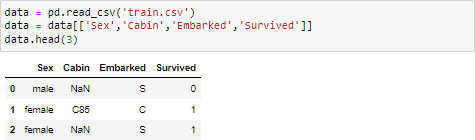 data = pd.read_csv('train.csv')
data = data[['Sex','Cabin','Embarked','Survived']]
data.head(3)
Sex Cabin Embarked Survived
0 male NaN S 0
1 female C85 C 1
2 female NaN S 1